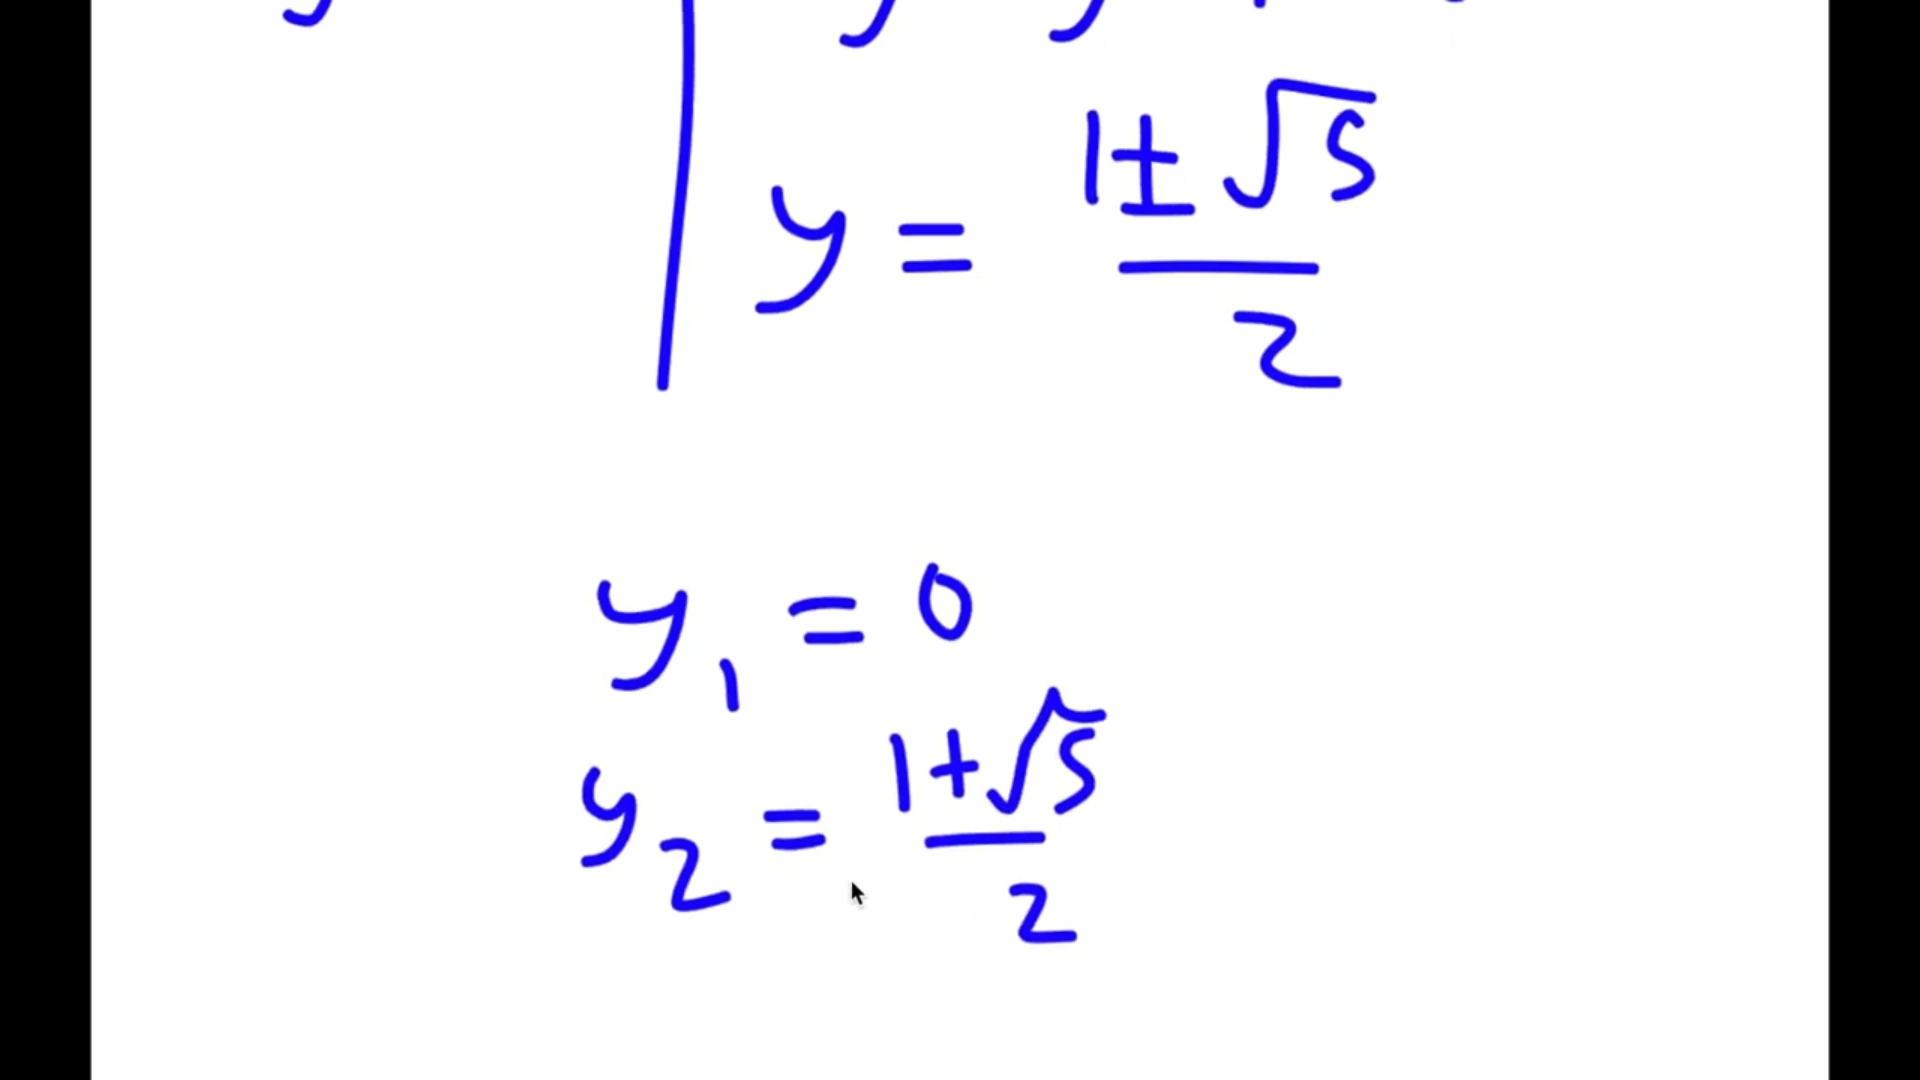 y = (1 ± √5) / 2
y₁ = 0
y₂ = (1 + √5) / 2